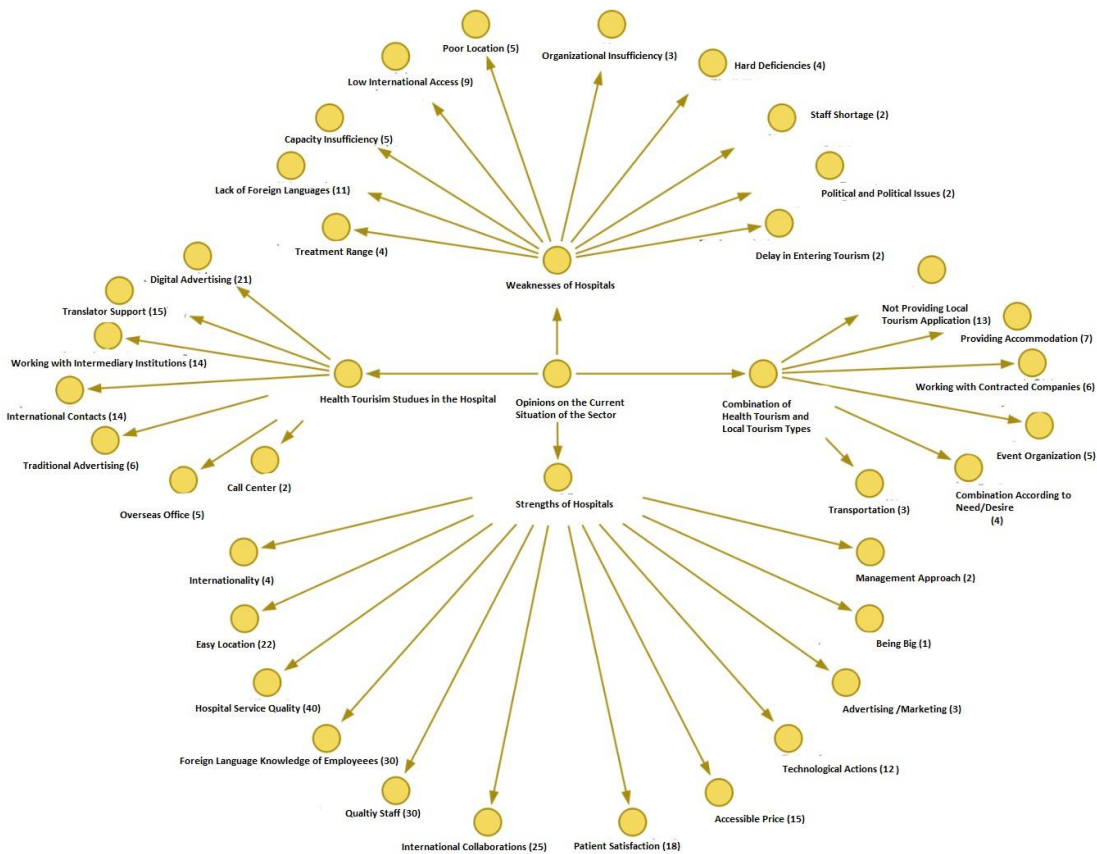 Poor Location (5)
Organizational Insufficiency (3)
Hard Deficiencies (4)
Low International Access (9)
Staff Shortage (2)
Capacity Insufficiency (5)
Lack of Foreign Languages (11)
Political and Political Issues (2)
Treatment Range (4)
Delay in Entering Tourism (2)
Weaknesses of Hospitals
Digital Advertising (21)
Translator Support (15)
Working with Intermediary Institutions (14)
International Contacts (14)
Traditional Advertising (6)
Overseas Office (5)
Call Center (2)
Health Tourisim Studues in the Hospital
Opinions on the Current
Situation of the Sector
Combination of
Health Tourism and
Local Tourism Types
Not Providing Local
Tourism Application (13)
Providing Accommodation (7)
Working with Contracted Companies (6)
Event Organization (5)
Combination According to
Need/Desire
(4)
Transportation (3)
Strengths of Hospitals
Internationality (4)
Easy Location (22)
Hospital Service Quality (40)
Foreign Language Knowledge of Employeees (30)
Qualtiy Staff (30)
International Collaborations (25)
Patient Satisfaction (18)
Accessible Price (15)
Technological Actions (12 )
Advertising /Marketing (3)
Being Big (1)
Management Approach (2)